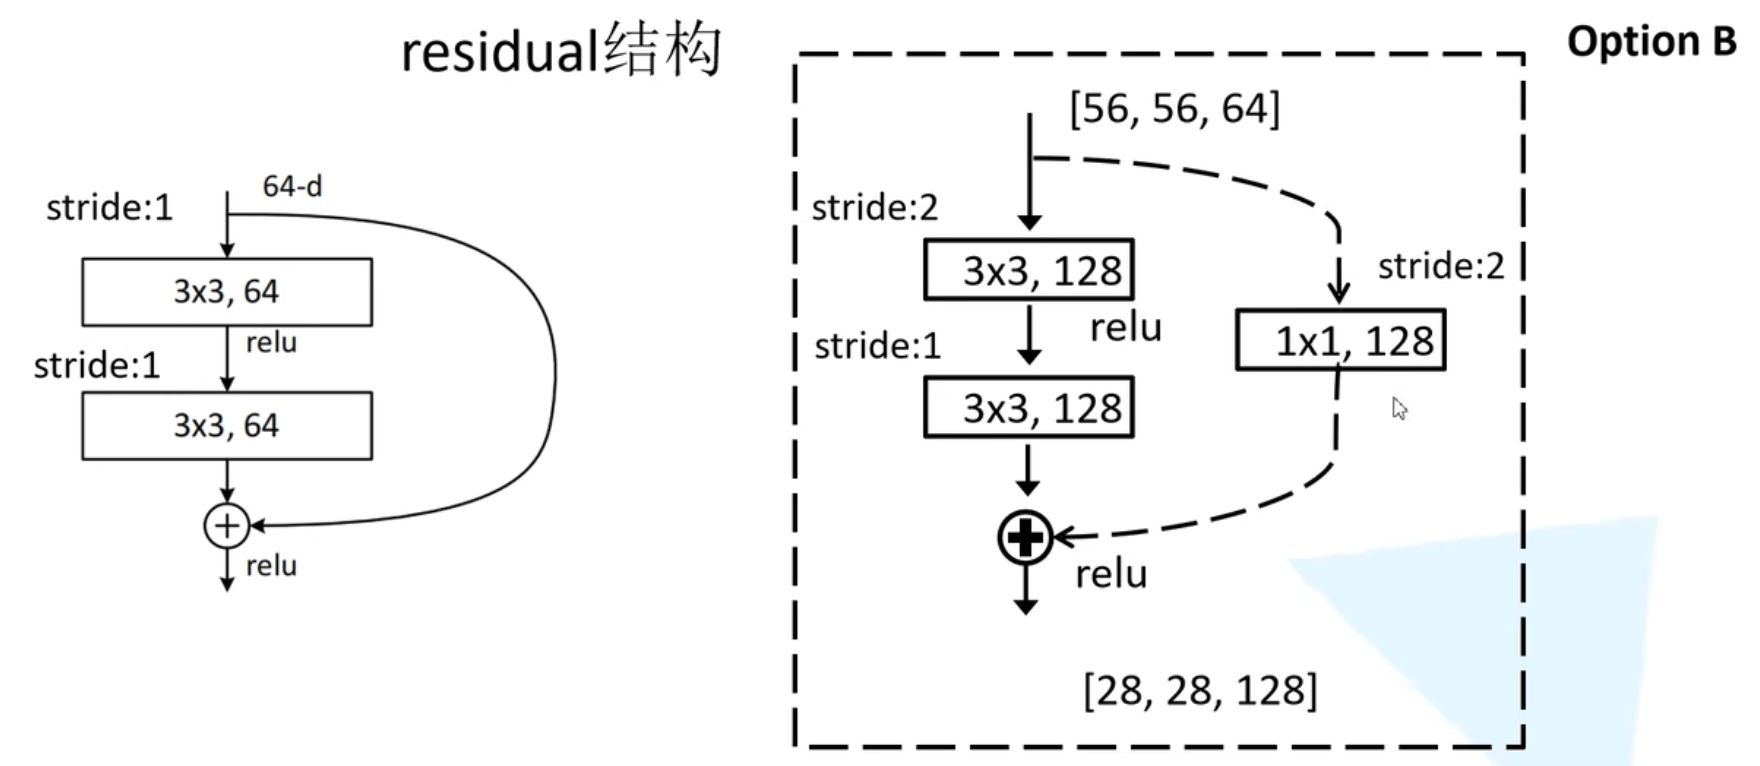 residual结构
Option B
64-d
stride:1
3x3, 64
relu
stride:1
3x3, 64
relu
[56, 56, 64]
stride:2
3x3, 128
stride:2
relu
1x1, 128
stride:1
3x3, 128
relu
[28, 28, 128]